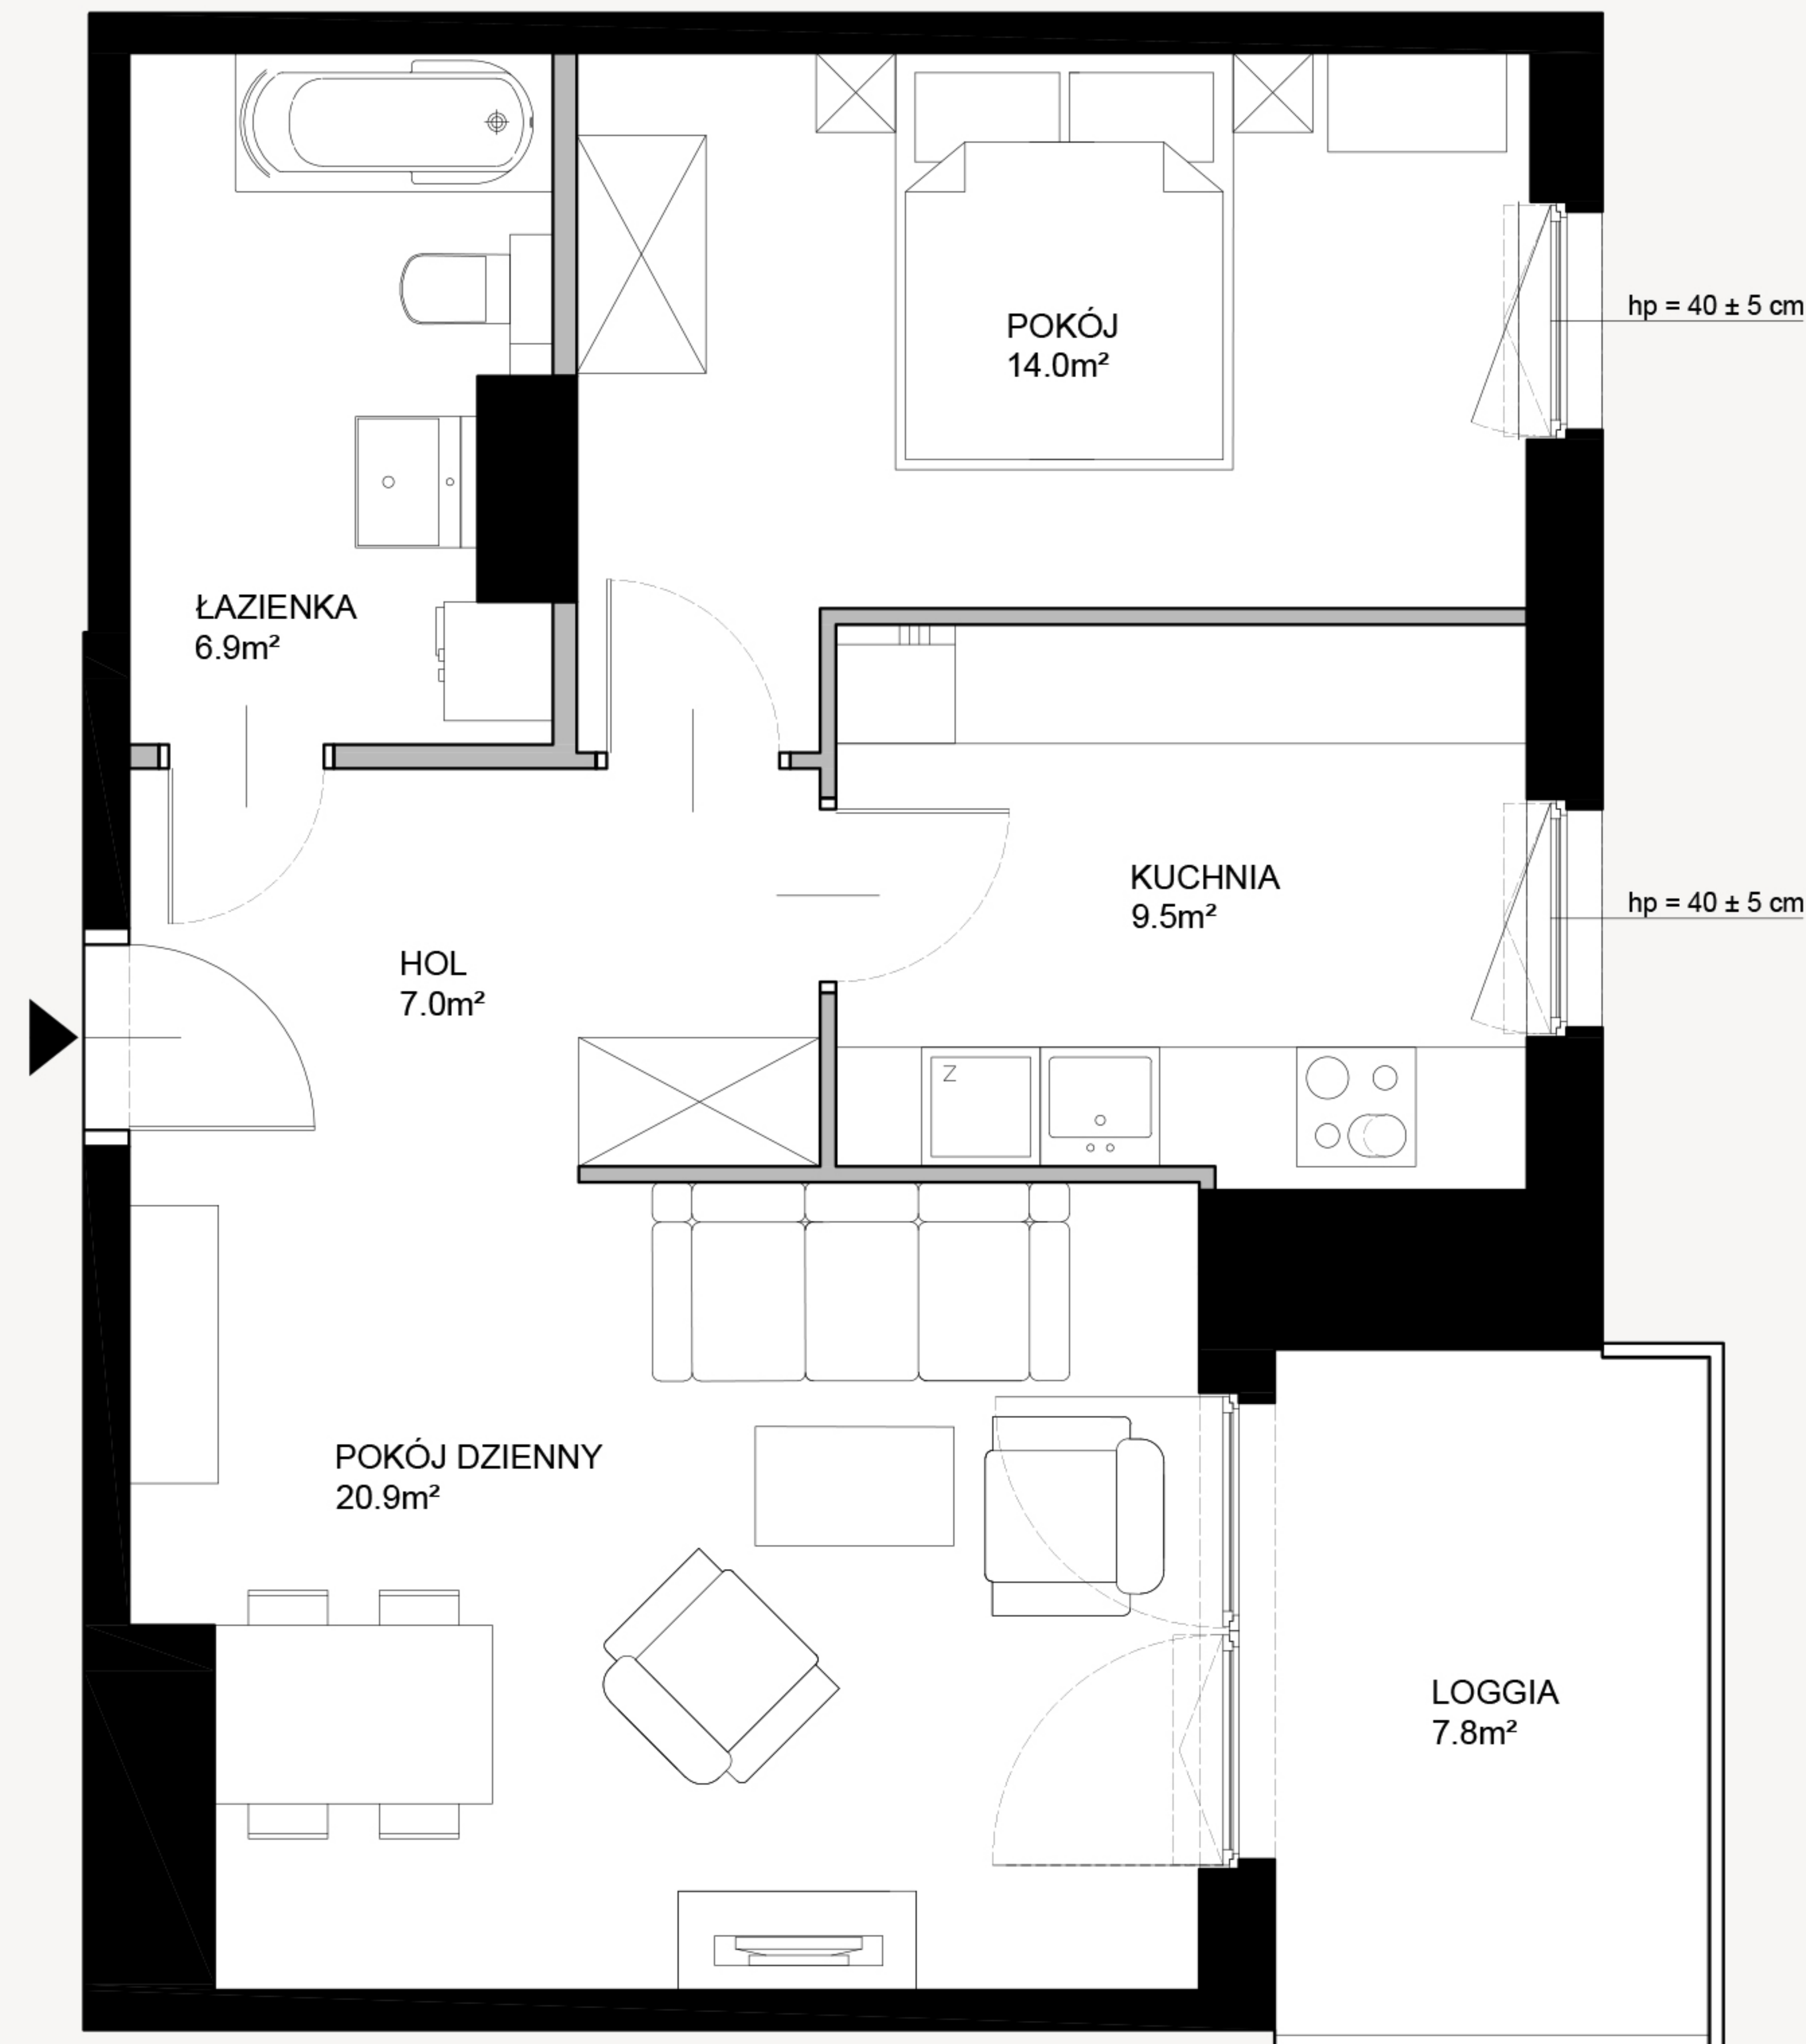 hp = 40 ± 5 cm
POKÓJ
14.0m²
ŁAZIENKA
6.9m²
KUCHNIA
9.5m²
hp = 40 ± 5 cm
HOL
7.0m²
Z
POKÓJ DZIENNY
20.9m²
LOGGIA
7.8m²